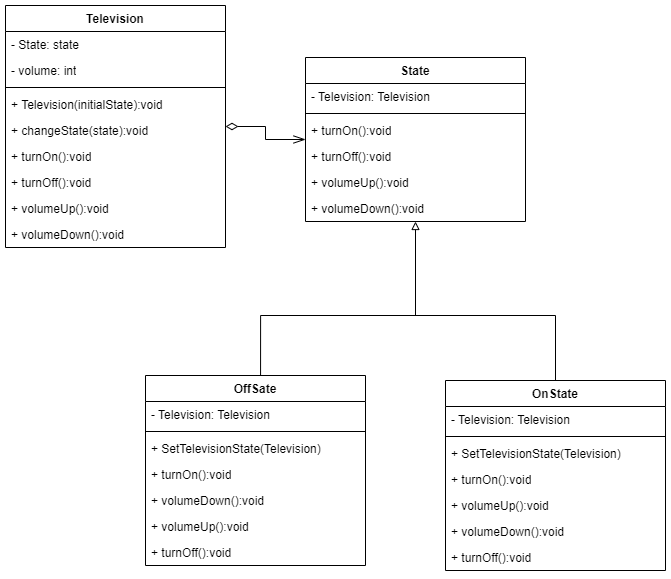 Television
- State: state
- volume: int
+ Television(initialState):void
+ changeState(state):void
+ turnOn():void
+ turnOff():void
+ volumeUp():void
+ volumeDown():void
State
- Television: Television
+ turnOn():void
+ turnOff():void
+ volumeUp():void
+ volumeDown():void
OffSate
- Television: Television
+ SetTelevisionState(Television)
+ turnOn():void
+ volumeDown():void
+ volumeUp():void
+ turnOff():void
OnState
- Television: Television
+ SetTelevisionState(Television)
+ turnOn():void
+ volumeUp():void
+ volumeDown():void
+ turnOff():void